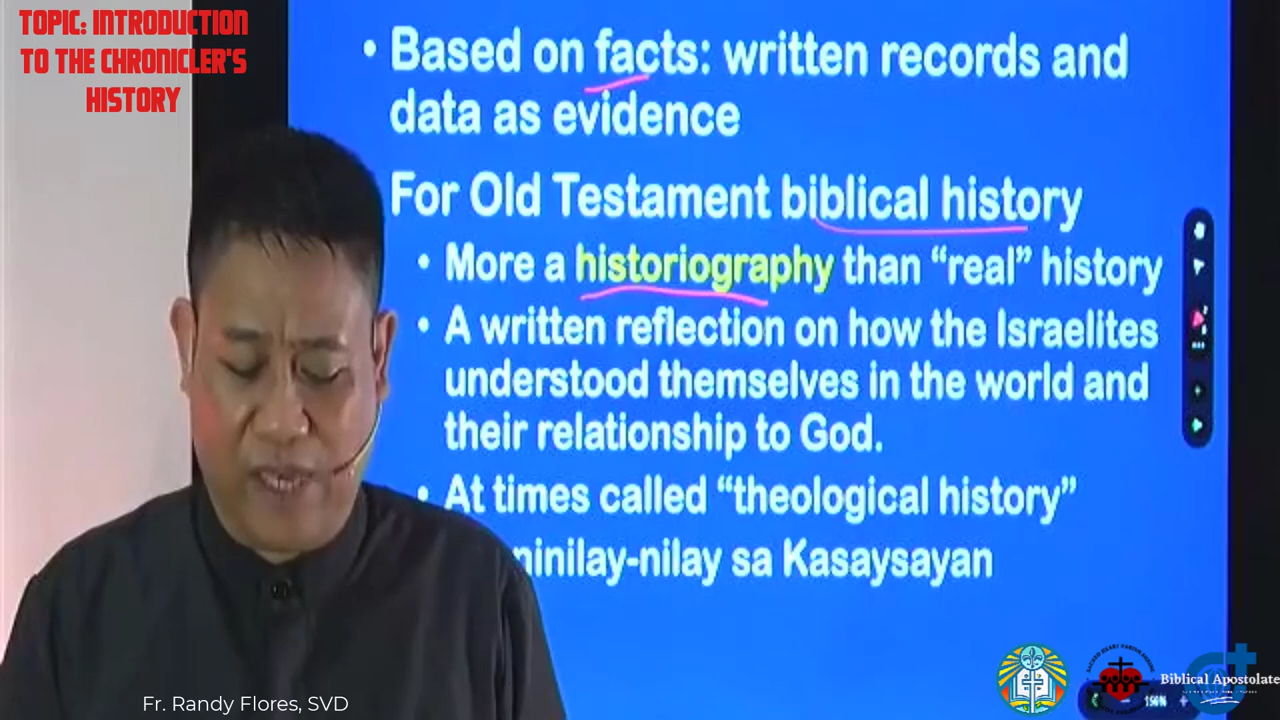 TOPIC: INTRODUCTION
TO THE CHRONICLER'S
HISTORY
• Based on facts: written records and
data as evidence
For Old Testament biblical history
• More a historiography than “real” history
• A written reflection on how the Israelites
understood themselves in the world and
their relationship to God.
• At times called “theological history”
ninilay-nilay sa Kasaysayan
Fr. Randy Flores, SVD
Biblical Apostolate
156%